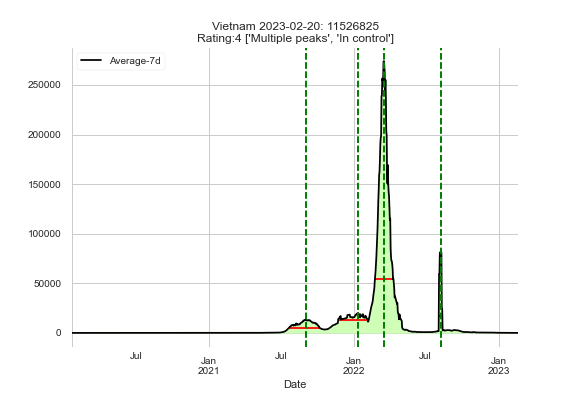 Vietnam 2023-02-20: 11526825
Rating:4 ['Multiple peaks', 'In control']
Average-7d
250000
200000
150000
100000
50000
0
Jul
Jan
2021
Jul
Jan
2022
Jul
Jan
2023
Date